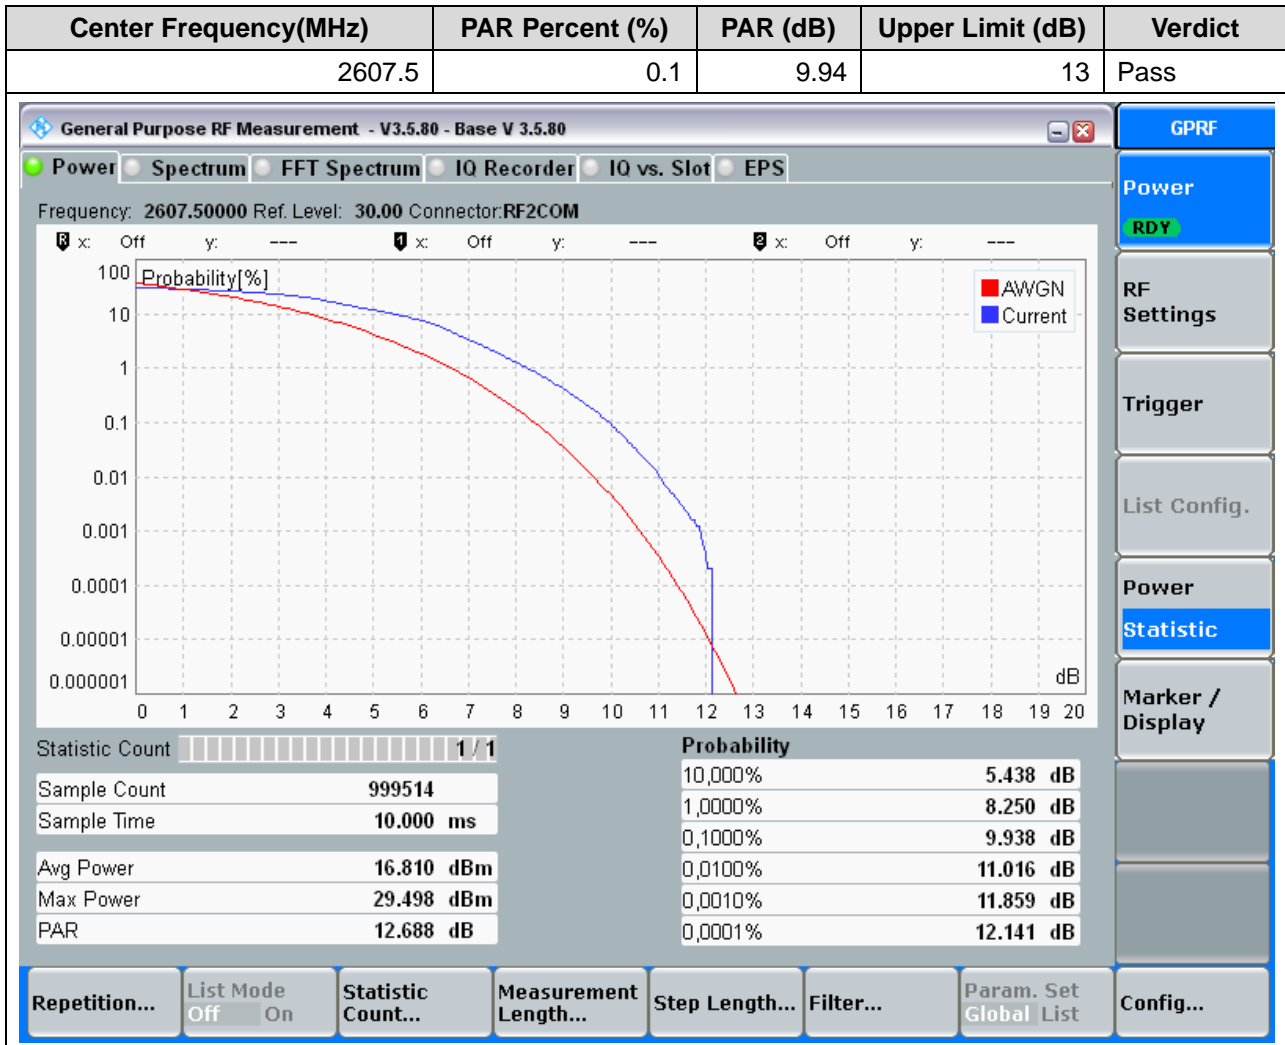 Center Frequency(MHz) PAR Percent (%) PAR (dB) Upper Limit (dB) Verdict
2607.5 0.1 9.94 13 Pass
General Purpose RF Measurement - V3.5.80 - Base V 3.5.80
GPRF
Power Spectrum FFT Spectrum IQ Recorder IQ vs. Slot EPS
Frequency: 2607.50000 Ref. Level: 30.00 Connector:RF2COM
R x: Off y: --- 1 x: Off y: --- 2 x: Off y: ---
Probability[%]
100
10
1
0.1
0.01
0.001
0.0001
0.00001
0.000001
AWGN
Current
dB
0 1 2 3 4 5 6 7 8 9 10 11 12 13 14 15 16 17 18 19 20
Statistic Count 1 / 1
Sample Count 999514
Sample Time 10.000 ms
Avg Power 16.810 dBm
Max Power 29.498 dBm
PAR 12.688 dB
Probability
10,000% 5.438 dB
1,0000% 8.250 dB
0,1000% 9.938 dB
0,0100% 11.016 dB
0,0010% 11.859 dB
0,0001% 12.141 dB
Power
RDY
RF
Settings
Trigger
List Config.
Power
Statistic
Marker /
Display
Repetition...
List Mode
Off On
Statistic
Count...
Measurement
Length...
Step Length...
Filter...
Param. Set
Global List
Config...